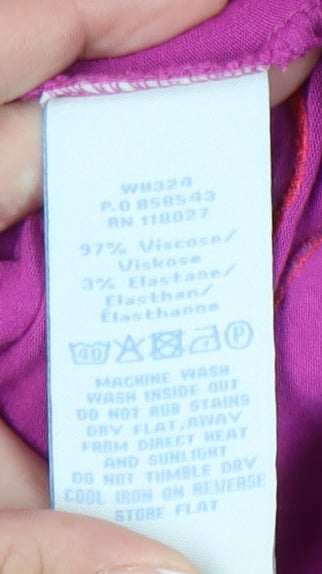 WH324
P.O 858543
RN 118027
97% Viscose/
Viskose
3% Elastane/
Elasthan/
Élasthanne
40 P
MACHINE WASH
WASH INSIDE OUT
DO NOT RUB STAINS
DRY FLAT,AWAY
FROM DIRECT HEAT
AND SUNLIGHT
DO NOT TUMBLE DRY
COOL IRON ON REVERSE
STORE FLAT